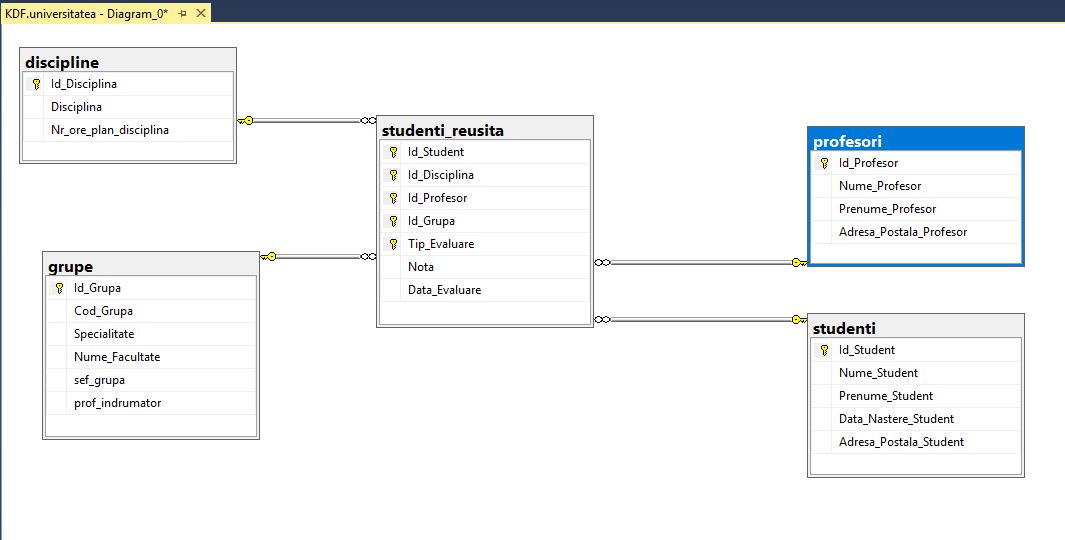 KDF.universitatea - Diagram_0*
discipline
Id_Disciplina
Disciplina
Nr_ore_plan_disciplina
studenti_reusita
Id_Student
Id_Disciplina
Id_Profesor
Id_Grupa
Tip_Evaluare
Nota
Data_Evaluare
profesori
Id_Profesor
Nume_Profesor
Prenume_Profesor
Adresa_Postala_Profesor
grupe
Id_Grupa
Cod_Grupa
Specialitate
Nume_Facultate
sef_grupa
prof_indrumator
studenti
Id_Student
Nume_Student
Prenume_Student
Data_Nastere_Student
Adresa_Postala_Student